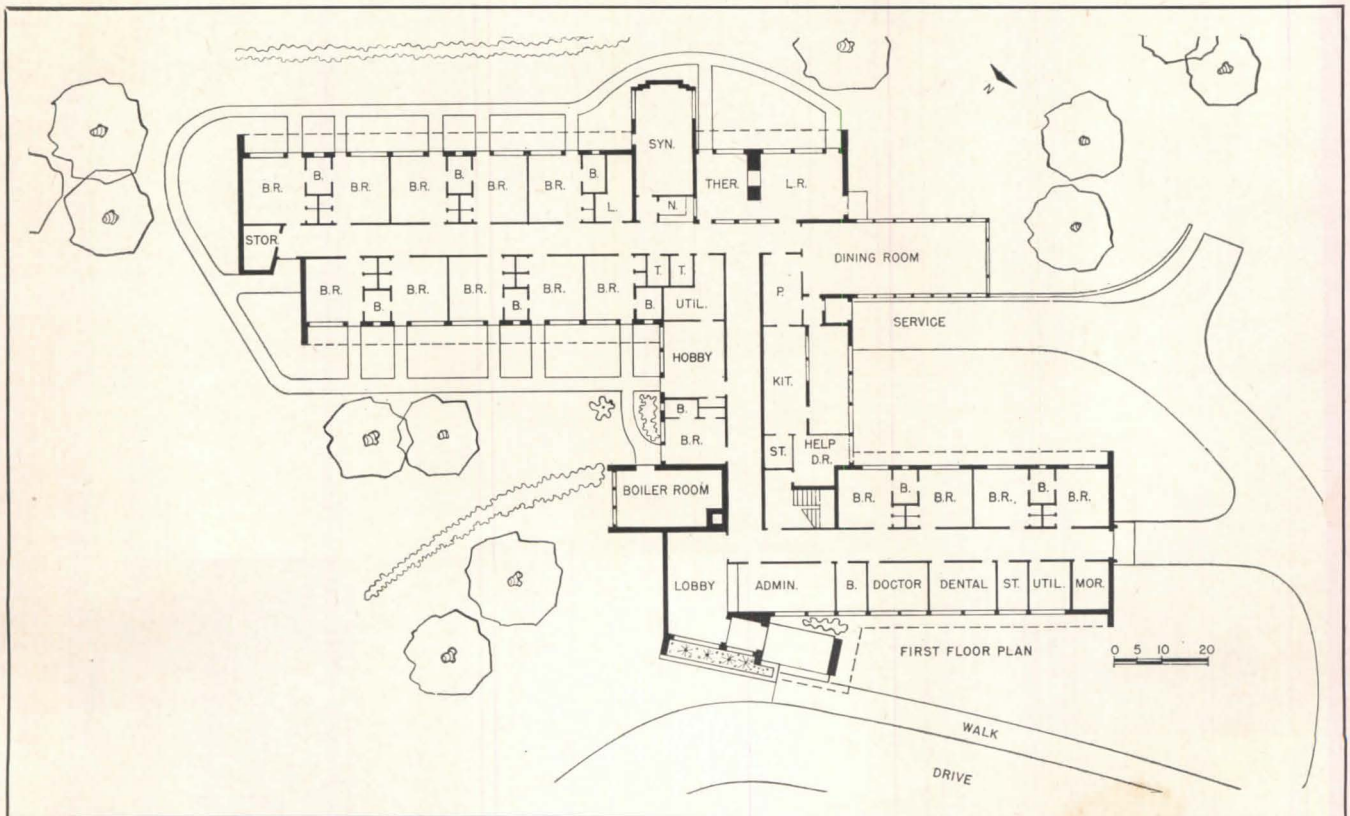 N
SYN.
B.R.
B.
B.R.
B.R.
B.
B.R.
B.R.
B.
L.
THER.
L.R.
N.
STOR.
DINING ROOM
B.R.
B.
B.R.
B.R.
B.
B.R.
B.R.
B.
T.
T.
UTIL.
P.
SERVICE
HOBBY
KIT.
B.
B.R.
ST.
HELP
D.R.
BOILER ROOM
B.R.
B.
B.R.
B.R.
B.
B.R.
LOBBY
ADMIN.
B.
DOCTOR
DENTAL
ST.
UTIL.
MOR.
FIRST FLOOR PLAN
0 5 10 20
WALK
DRIVE